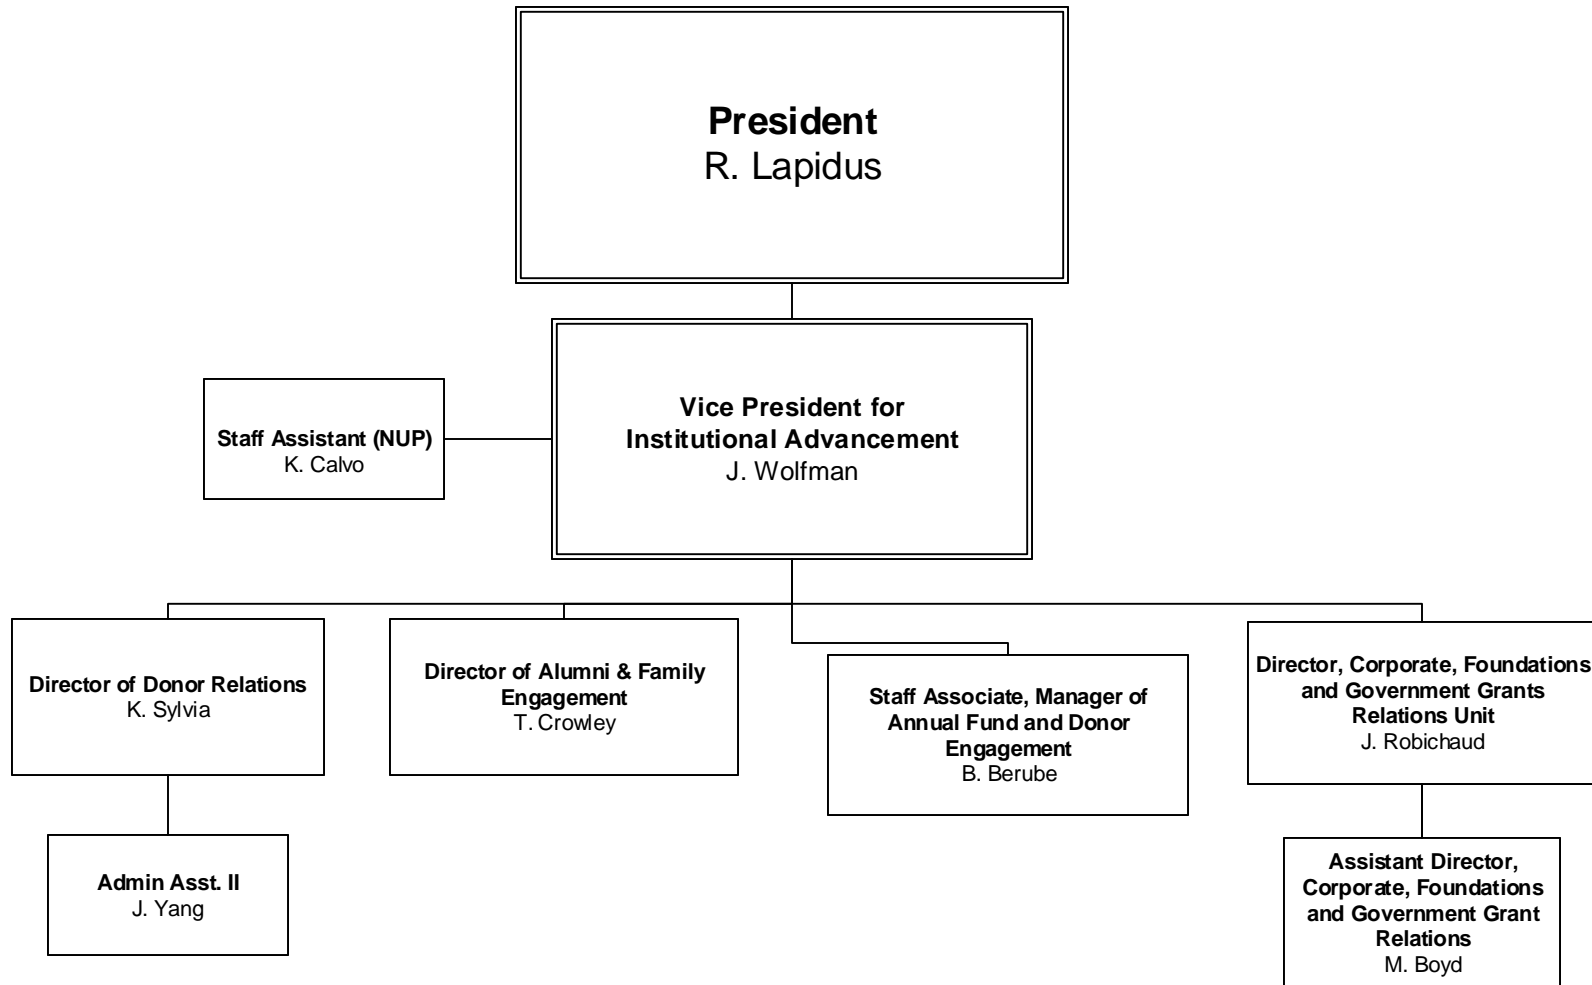 President
R. Lapidus
Vice President for
Institutional Advancement
J. Wolfman
Staff Assistant (NUP)
K. Calvo
Director of Donor Relations
K. Sylvia
Director of Alumni & Family
Engagement
T. Crowley
Staff Associate, Manager of
Annual Fund and Donor
Engagement
B. Berube
Director, Corporate, Foundations
and Government Grants
Relations Unit
J. Robichaud
Admin Asst. II
J. Yang
Assistant Director,
Corporate, Foundations
and Government Grant
Relations
M. Boyd